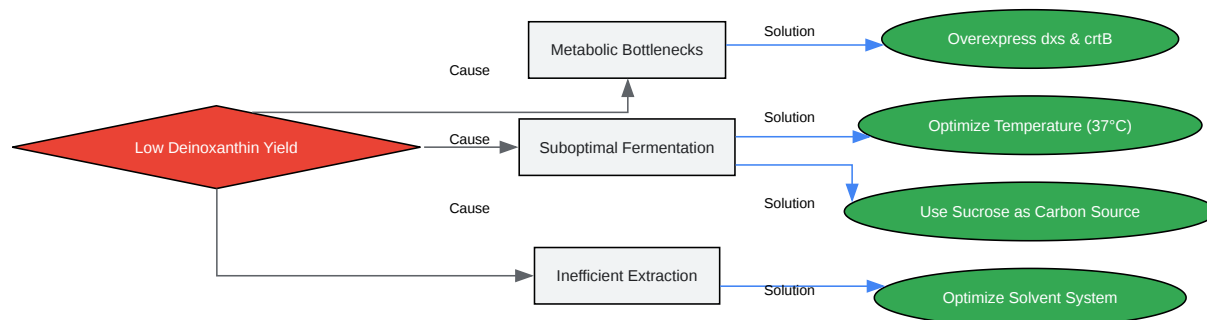 Metabolic Bottlenecks
Solution
Overexpress dxs & crtB
Cause
Low Deinoxanthin Yield
Cause
Suboptimal Fermentation
Solution
Optimize Temperature (37°C)
Cause
Solution
Use Sucrose as Carbon Source
Inefficient Extraction
Solution
Optimize Solvent System